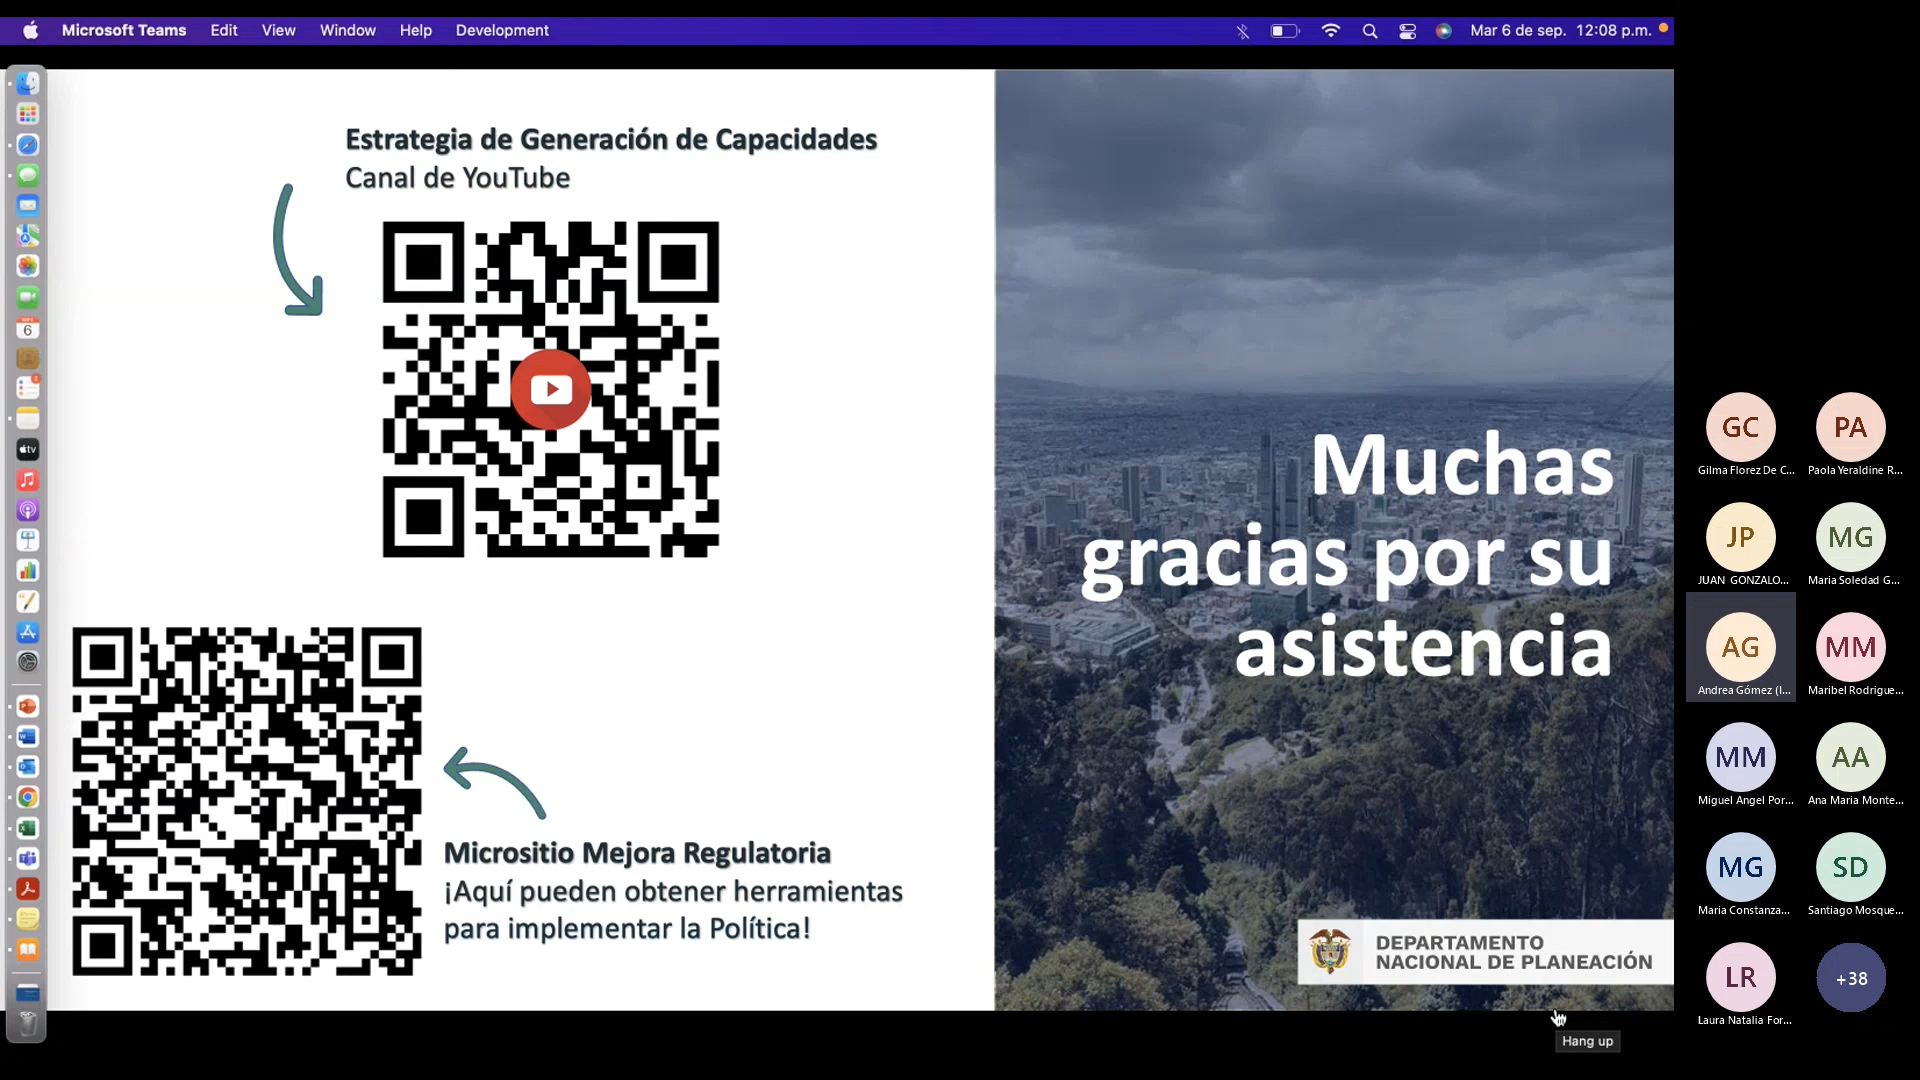 Microsoft Teams Edit View Window Help Development
Mar 6 de sep. 12:08 p.m.
Estrategia de Generación de Capacidades
Canal de YouTube
Muchas
gracias por su
asistencia
Micrositio Mejora Regulatoria
¡Aquí pueden obtener herramientas
para implementar la Política!
DEPARTAMENTO
NACIONAL DE PLANEACIÓN
6
tv
GC PA
Gilma Florez De C... Paola Yeraldine R...
JP MG
JUAN GONZALO... Maria Soledad G...
AG MM
Andrea Gómez (I... Maribel Rodrigue...
MM AA
Miguel Angel Por... Ana Maria Monte...
MG SD
Maria Constanza... Santiago Mosque...
LR +38
Laura Natalia For...
Hang up